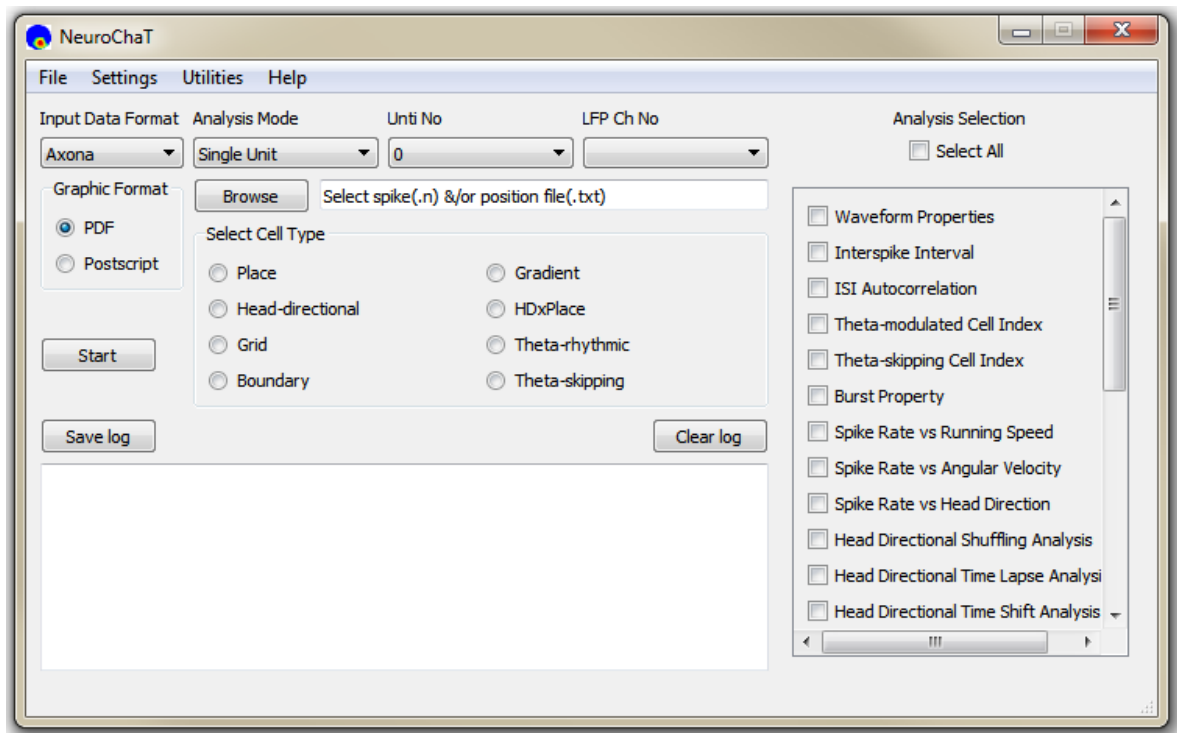 NeuroChaT
File Settings Utilities Help
Input Data Format Analysis Mode Unti No LFP Ch No Analysis Selection
Axona Single Unit 0 Select All
Graphic Format Browse Select spike(.n) &/or position file(.txt)
PDF
Postscript
Select Cell Type
Place Gradient
Head-directional HDxPlace
Grid Theta-rhythmic
Boundary Theta-skipping
Start
Save log Clear log
Waveform Properties
Interspike Interval
ISI Autocorrelation
Theta-modulated Cell Index
Theta-skipping Cell Index
Burst Property
Spike Rate vs Running Speed
Spike Rate vs Angular Velocity
Spike Rate vs Head Direction
Head Directional Shuffling Analysis
Head Directional Time Lapse Analysi
Head Directional Time Shift Analysis